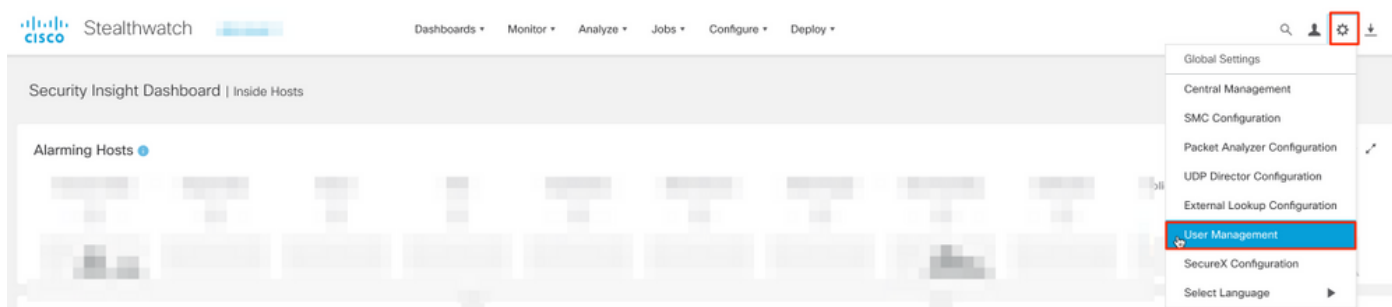 CISCO Stealthwatch Dashboards Monitor Analyze Jobs Configure Deploy
Global Settings
Security Insight Dashboard | Inside Hosts
Central Management
SMC Configuration
Alarming Hosts
Packet Analyzer Configuration
UDP Director Configuration
External Lookup Configuration
User Management
SecureX Configuration
Select Language